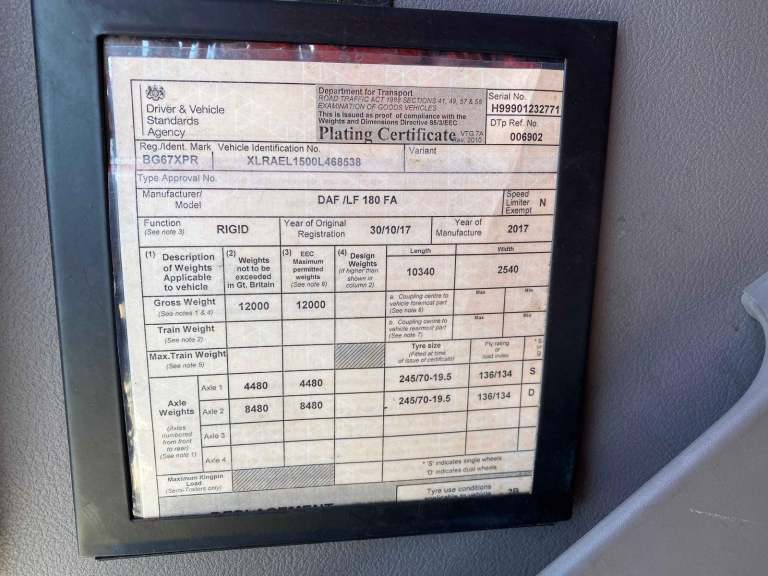 Driver & Vehicle
Standards
Agency
Department for Transport
ROAD TRAFFIC ACT 1988 SECTIONS 41, 49, 57 & 58
EXAMINATION OF GOODS VEHICLES
This is issued as proof of compliance with the
Weights and Dimensions Directive 85/3/EEC
Plating Certificate VTG 7A
Rev. 2010
Serial No.
H99901232771
DTp Ref. No.
006902
Reg./Ident. Mark Vehicle Identification No. Variant
BG67XPR XLRAEL1500L468538
Type Approval No.
Manufacturer/
Model
DAF /LF 180 FA
Speed
Limiter
Exempt N
Function
(See note 3)
RIGID
Year of Original
Registration
30/10/17
Year of
Manufacture
2017
(1) Description
of Weights
Applicable
to vehicle
(2)
Weights
not to be
exceeded
in Gt. Britain
(3) EEC
Maximum
permitted
weights
(See note 6)
(4) Design
Weights
(if higher than
shown in
column 2)
Length
10340
Width
2540
Gross Weight
(See notes 1 & 4)
12000 12000
a. Coupling centre to
vehicle foremost part
(See note 6)
Max Min
Train Weight
(See note 2)
b. Coupling centre to
vehicle rearmost part
(See note 7)
Max Min
Max.Train Weight
(See note 5)
Tyre size
(Fitted at time
of issue of certificate)
Ply rating
or
load index
* S
or
D
Axle
Weights
(Axles
numbered
from front
to rear)
(See note 1)
Axle 1 4480 4480 245/70-19.5 136/134 S
Axle 2 8480 8480 245/70-19.5 136/134 D
Axle 3
Axle 4
* 'S' indicates single wheels
'D' indicates dual wheels
Maximum Kingpin
Load
(Semi-Trailers only)
REPLACEMENT
Tyre use conditions